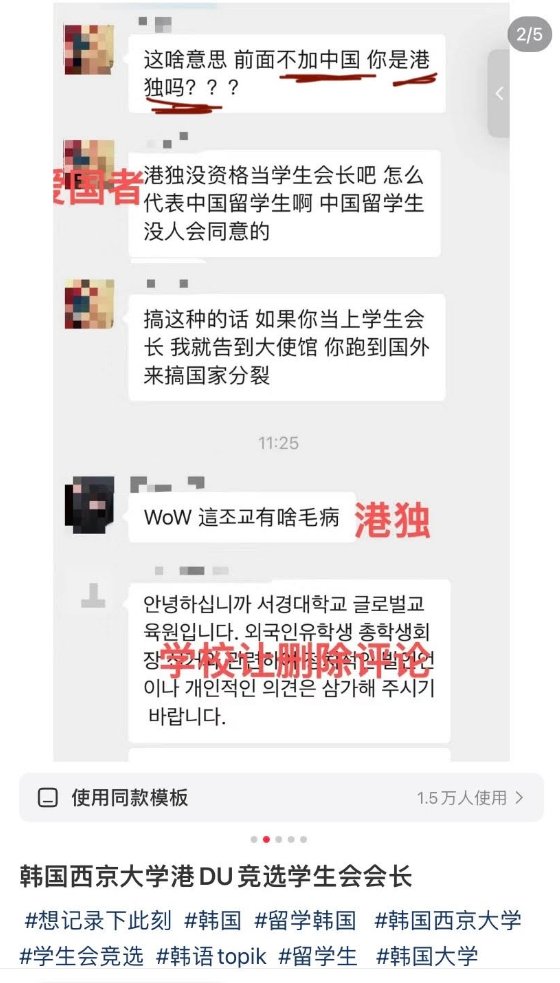 2/5
这啥意思 前面不加中国 你是港
独吗？？？
爱国者
港独没资格当学生会长吧 怎么
代表中国留学生啊 中国留学生
没人会同意的
搞这种的话 如果你当上学生会
长 我就告到大使馆 你跑到国外
来搞国家分裂
11:25
WoW 這조교有啥毛病
港独
안녕하십니까 서경대학교 글로벌교
육원입니다. 외국인유학생 총학생회
학校让删除评论
이나 개인적인 의견은 삼가해 주시기
바랍니다.
使用同款模板
1.5万人使用
韩国西京大学港DU竞选学生会会长
#想记录下此刻 #韩国 #留学韩国 #韩国西京大学
#学生会竞选 #韩语topik #留学生 #韩国大学